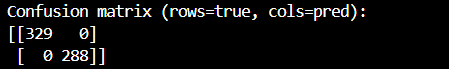 Confusion matrix (rows=true, cols=pred):
[[329   0]
 [  0 288]]